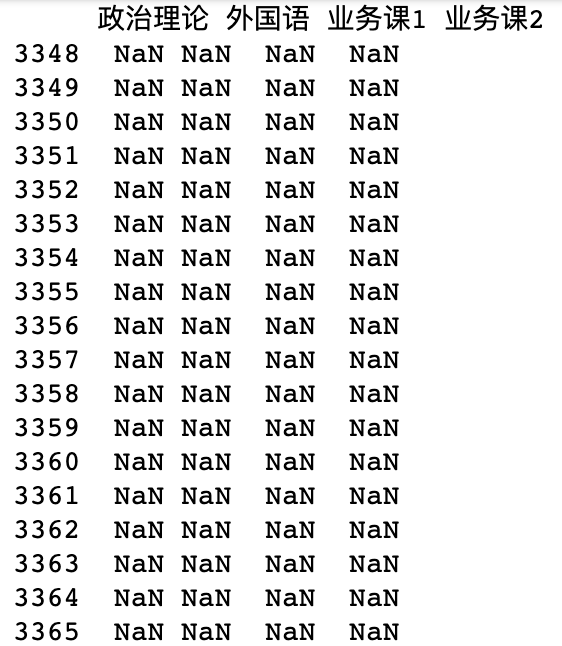 政治理论 外国语 业务课1 业务课2
3348 NaN NaN NaN NaN
3349 NaN NaN NaN NaN
3350 NaN NaN NaN NaN
3351 NaN NaN NaN NaN
3352 NaN NaN NaN NaN
3353 NaN NaN NaN NaN
3354 NaN NaN NaN NaN
3355 NaN NaN NaN NaN
3356 NaN NaN NaN NaN
3357 NaN NaN NaN NaN
3358 NaN NaN NaN NaN
3359 NaN NaN NaN NaN
3360 NaN NaN NaN NaN
3361 NaN NaN NaN NaN
3362 NaN NaN NaN NaN
3363 NaN NaN NaN NaN
3364 NaN NaN NaN NaN
3365 NaN NaN NaN NaN